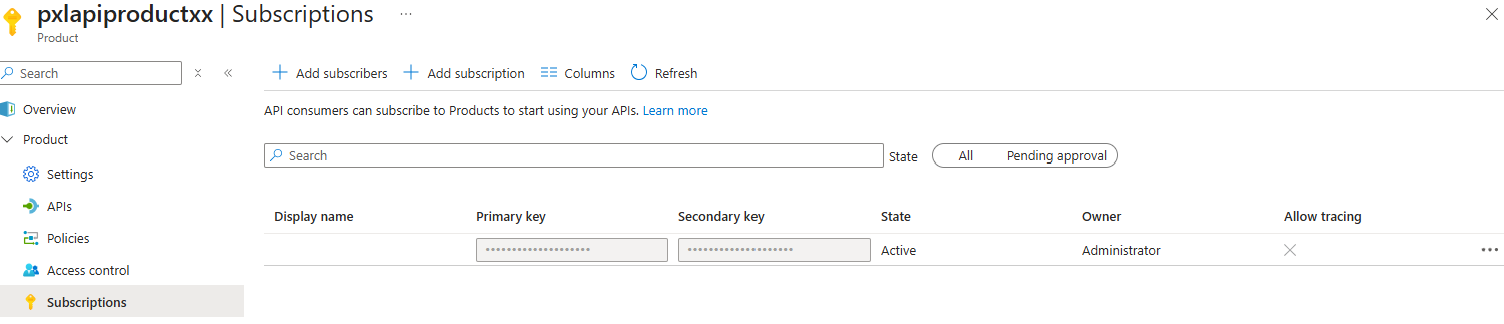 pxlapiproductxx | Subscriptions ...
Product
Search
Overview
Product
Settings
APIs
Policies
Access control
Subscriptions
Add subscribers Add subscription Columns Refresh
API consumers can subscribe to Products to start using your APIs. Learn more
Search State All Pending approval
Display name Primary key Secondary key State Owner Allow tracing
•••••••••••••••••••• •••••••••••••••••••• Active Administrator